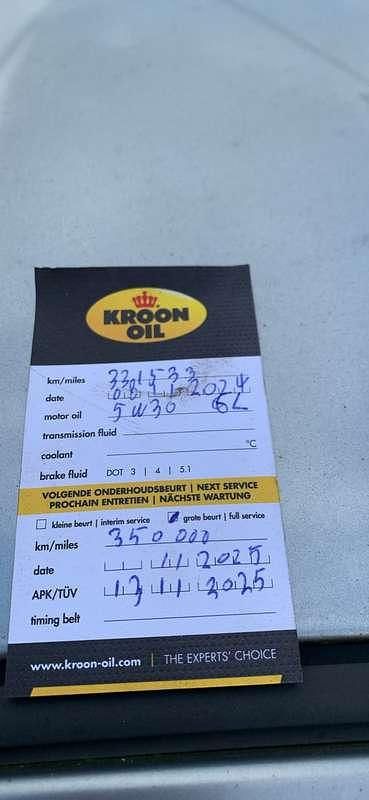 KROON
OIL
km/miles 331533
date 08 11 2024
motor oil 5W30 6L
transmission fluid
coolant °C
brake fluid DOT 3 | 4 | 5.1
VOLGENDE ONDERHOUDSBEURT | NEXT SERVICE
PROCHAIN ENTRETIEN | NÄCHSTE WARTUNG
kleine beurt | interim service grote beurt | full service
km/miles 350 000
date 11 2025
APK/TÜV 13 11 2025
timing belt
www.kroon-oil.com | THE EXPERTS' CHOICE